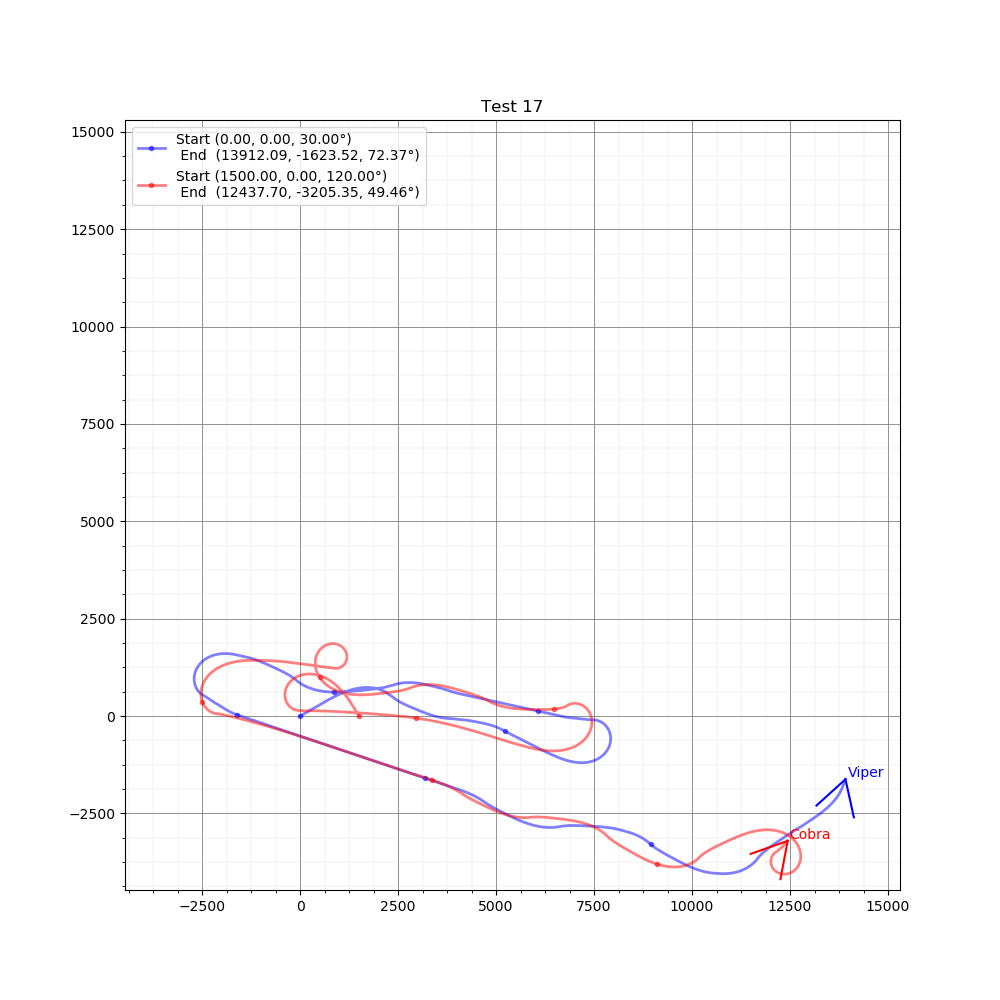 Test 17
Start (0.00, 0.00, 30.00°)
End (13912.09, -1623.52, 72.37°)
Start (1500.00, 0.00, 120.00°)
End (12437.70, -3205.35, 49.46°)
15000
12500
10000
7500
5000
2500
0
−2500
Viper
Cobra
−2500 0 2500 5000 7500 10000 12500 15000